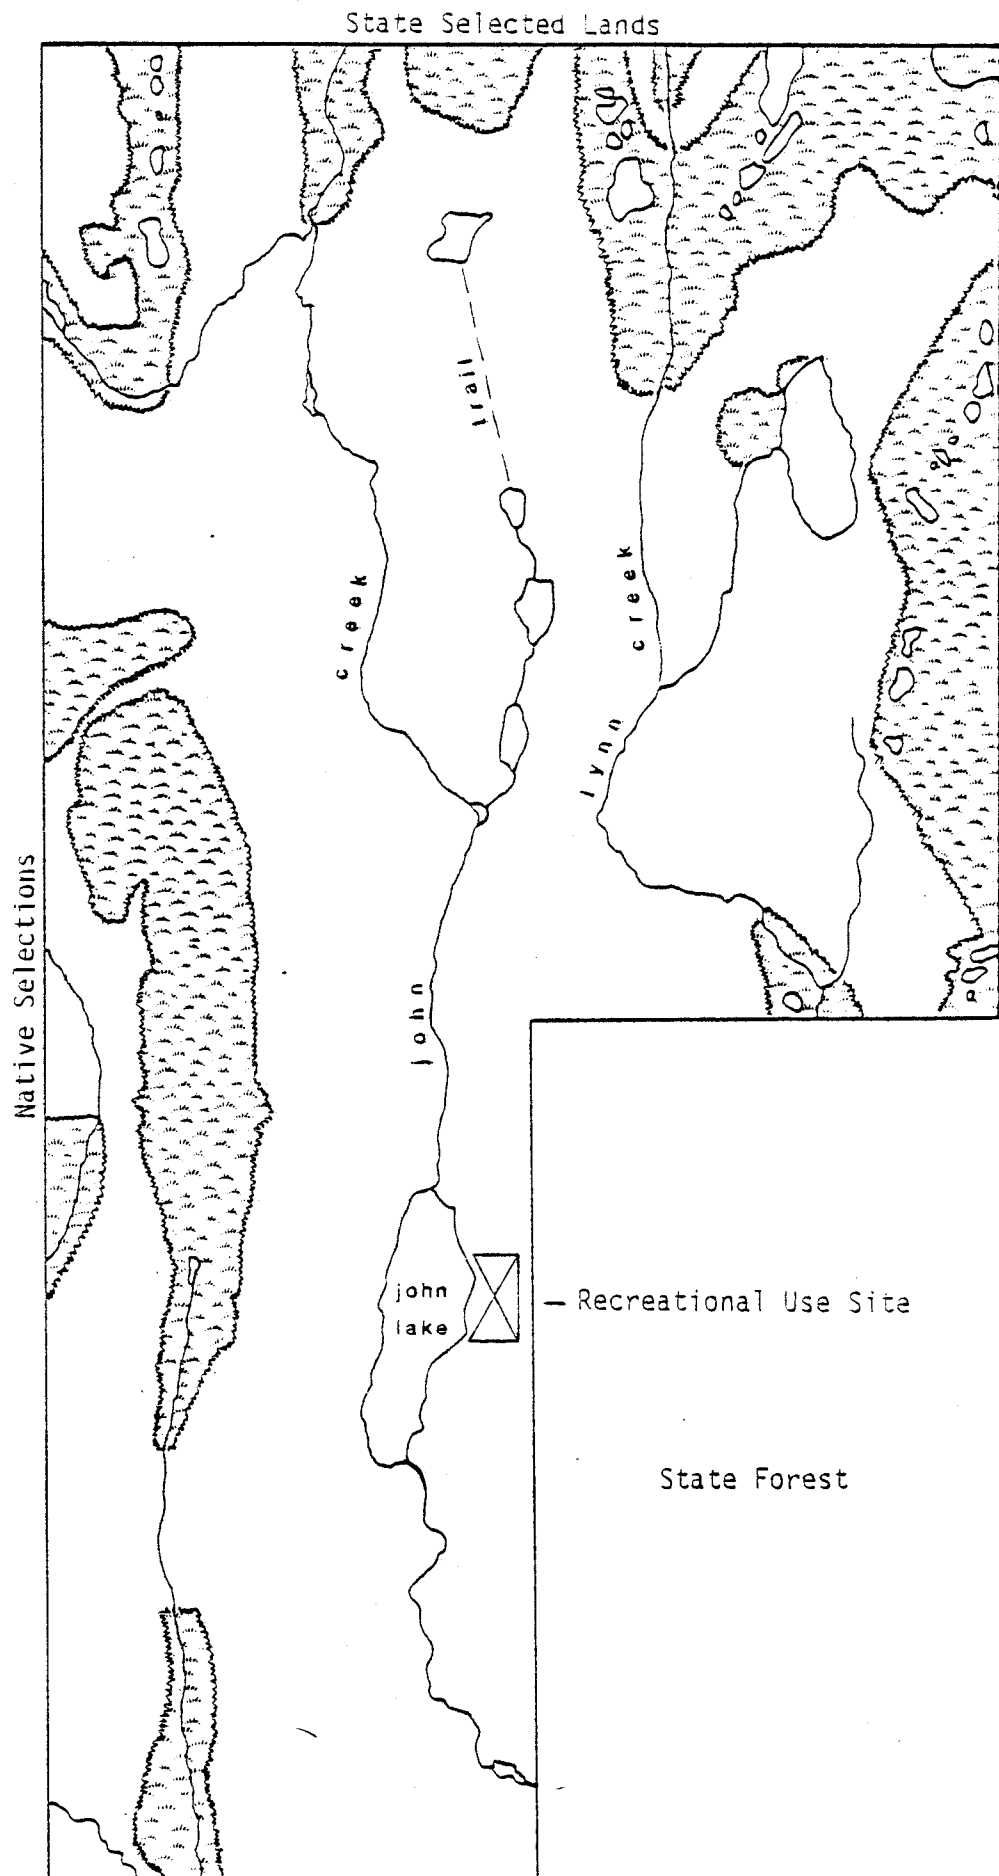 State Selected Lands
trail
creek
creek
lynn
Native Selections
john
john
lake
Recreational Use Site
State Forest